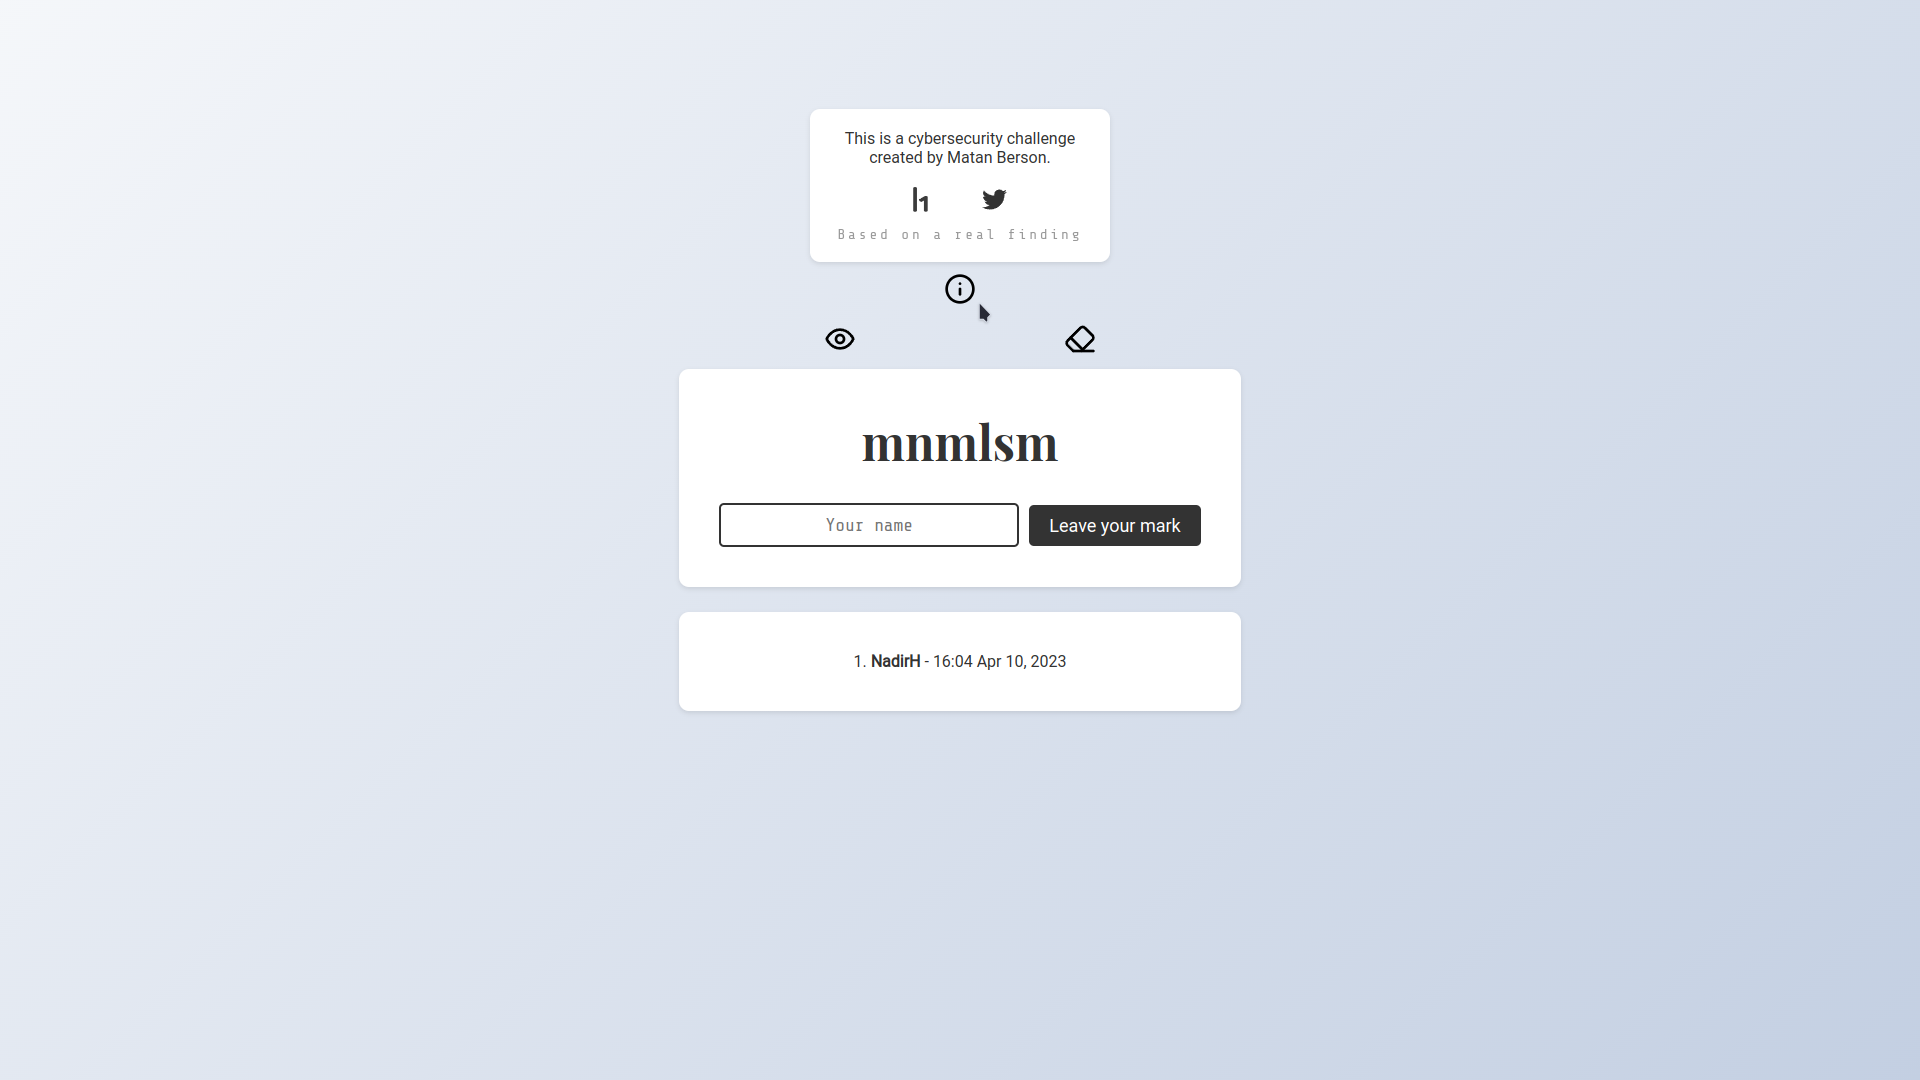 This is a cybersecurity challenge
created by Matan Berson.
Based on a real finding
mnmlsm
Your name
Leave your mark
1. NadirH - 16:04 Apr 10, 2023